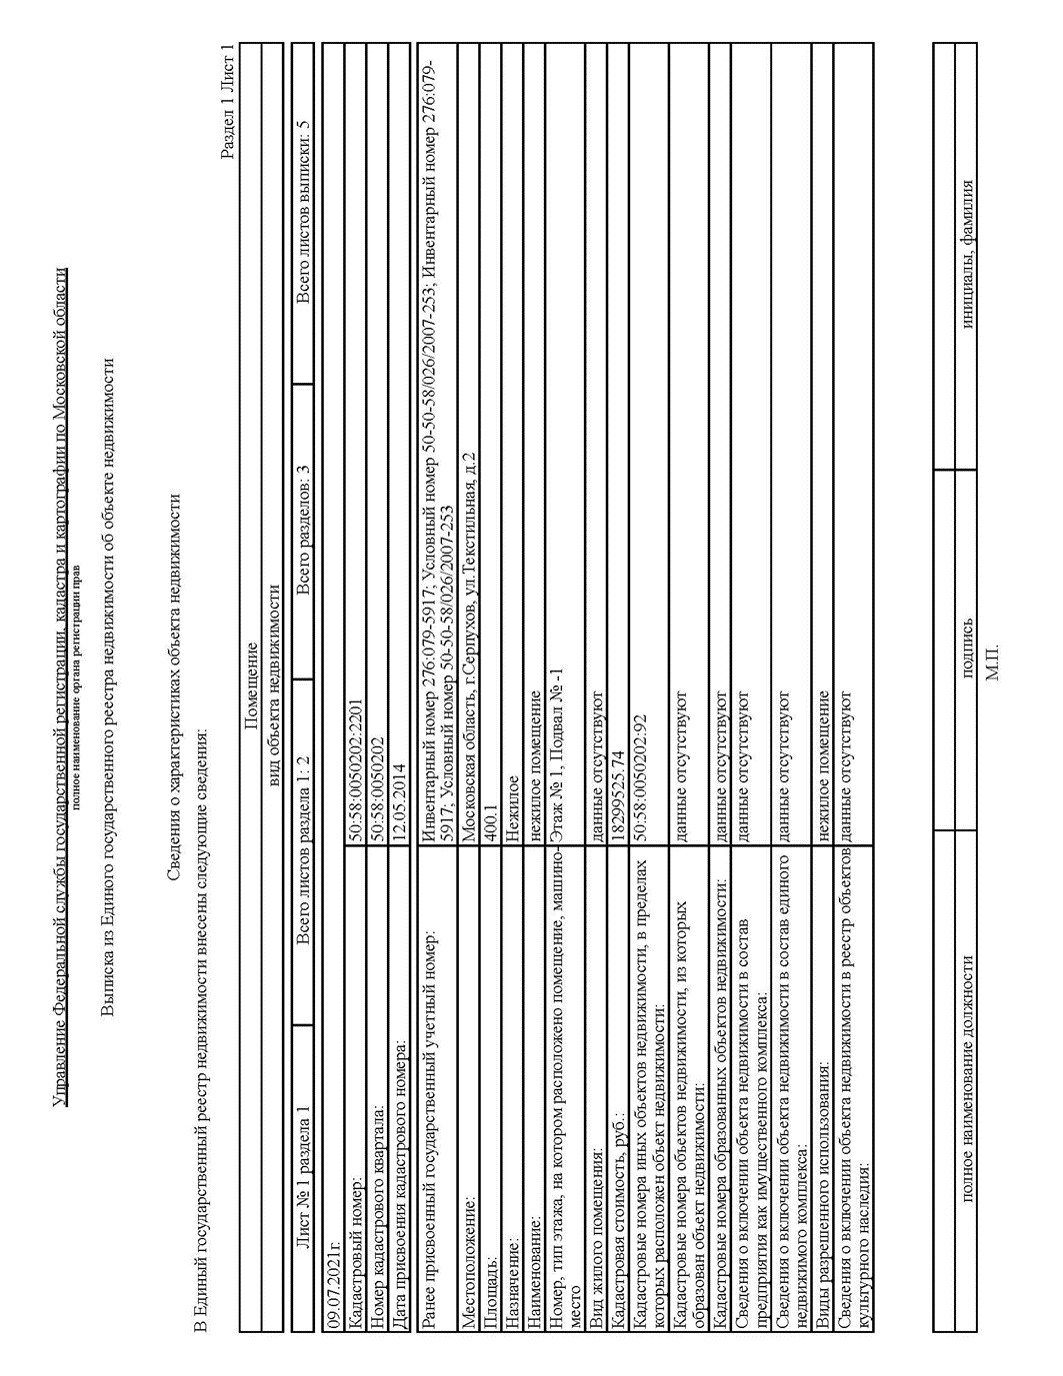 Управление Федеральной службы государственной регистрации, кадастра и картографии по Московской области
полное наименование органа регистрации прав
Выписка из Единого государственного реестра недвижимости об объекте недвижимости
Сведения о характеристиках объекта недвижимости
В Единый государственный реестр недвижимости внесены следующие сведения:
Раздел 1 Лист 1
Помещение
вид объекта недвижимости
Лист № 1 раздела 1 Всего листов раздела 1: 2 Всего разделов: 3 Всего листов выписки: 5
09.07.2021г.
Кадастровый номер: 50:58:0050202:2201
Номер кадастрового квартала: 50:58:0050202
Дата присвоения кадастрового номера: 12.05.2014
Ранее присвоенный государственный учетный номер: Инвентарный номер 276:079-5917; Условный номер 50-50-58/026/2007-253; Инвентарный номер 276:079-
5917; Условный номер 50-50-58/026/2007-253
Местоположение: Московская область, г.Серпухов, ул.Текстильная, д.2
Площадь: 400.1
Назначение: Нежилое
Наименование: нежилое помещение
Номер, тип этажа, на котором расположено помещение, машино- Этаж № 1, Подвал № -1
место
Вид жилого помещения: данные отсутствуют
Кадастровая стоимость, руб.: 18299525.74
Кадастровые номера иных объектов недвижимости, в пределах 50:58:0050202:92
которых расположен объект недвижимости:
Кадастровые номера объектов недвижимости, из которых данные отсутствуют
образован объект недвижимости:
Кадастровые номера образованных объектов недвижимости: данные отсутствуют
Сведения о включении объекта недвижимости в состав данные отсутствуют
предприятия как имущественного комплекса:
Сведения о включении объекта недвижимости в состав единого данные отсутствуют
недвижимого комплекса:
Виды разрешенного использования: нежилое помещение
Сведения о включении объекта недвижимости в реестр объектов данные отсутствуют
культурного наследия:
полное наименование должности подпись инициалы, фамилия
М.П.